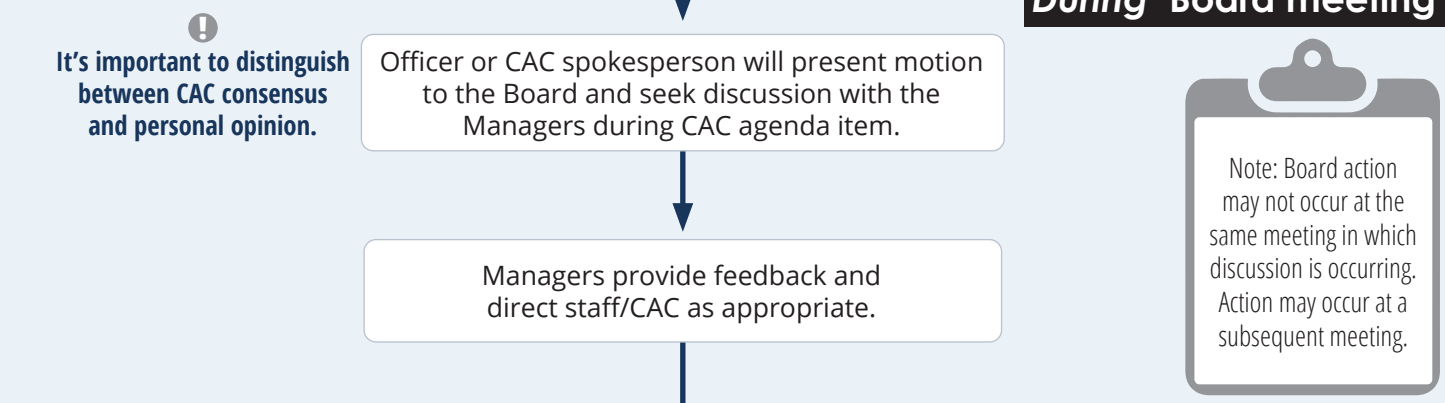 During Board meeting
It's important to distinguish
between CAC consensus
and personal opinion.
Officer or CAC spokesperson will present motion
to the Board and seek discussion with the
Managers during CAC agenda item.
Note: Board action
may not occur at the
same meeting in which
discussion is occurring.
Action may occur at a
subsequent meeting.
Managers provide feedback and
direct staff/CAC as appropriate.